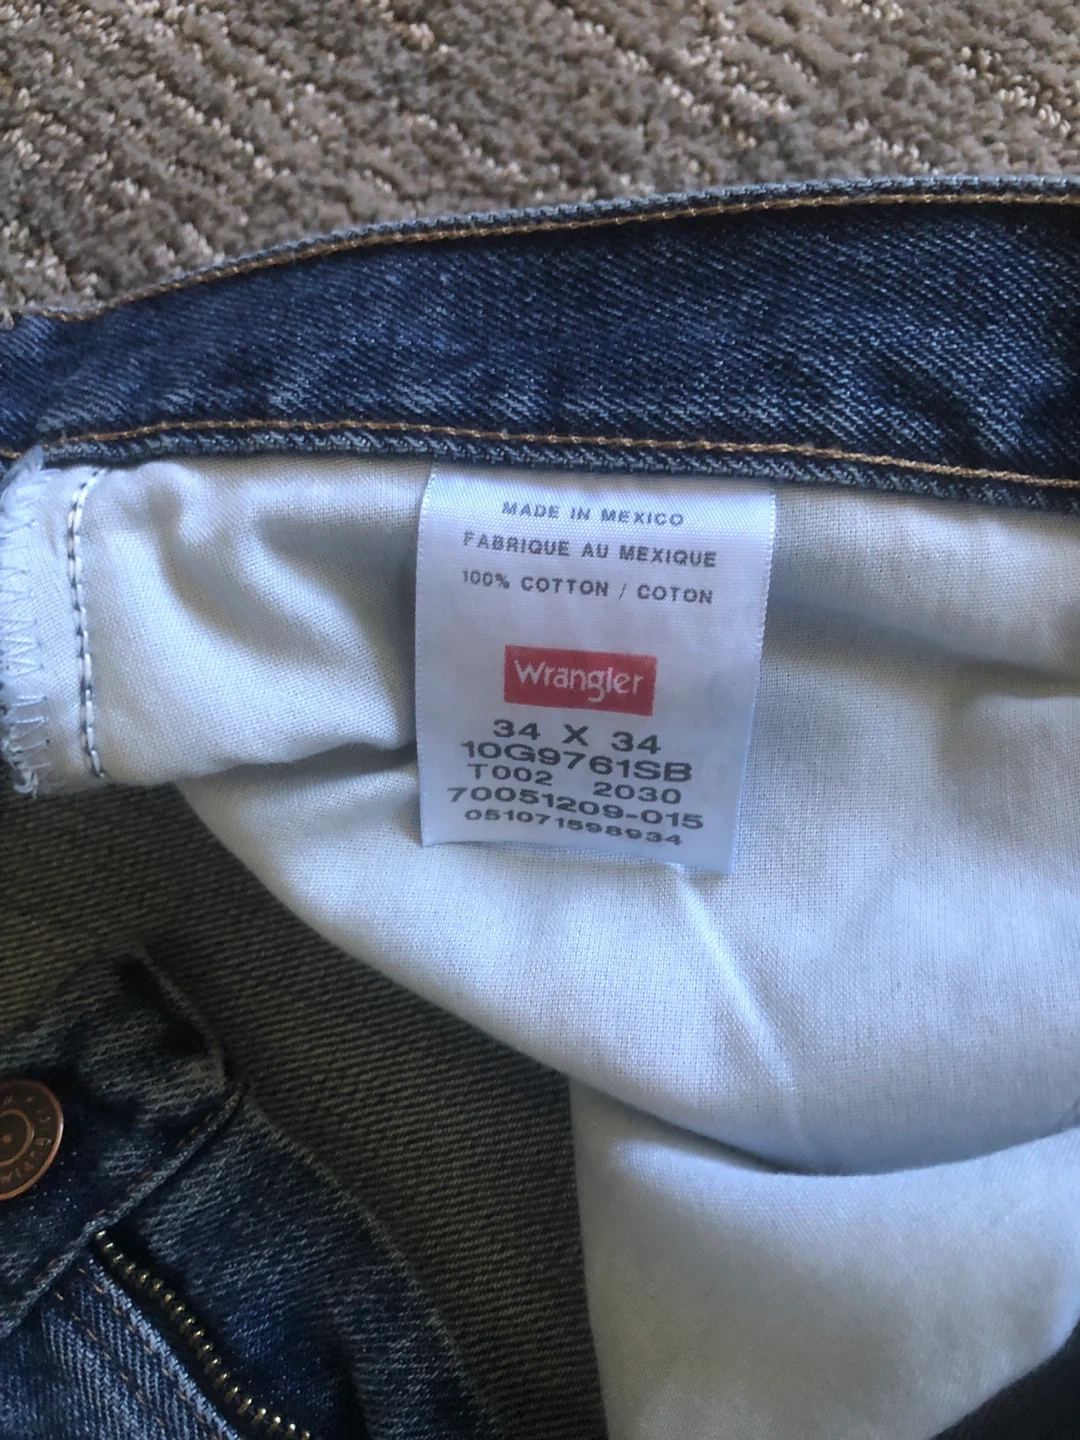 MADE IN MEXICO
FABRIQUE AU MEXIQUE
100% COTTON / COTON
Wrangler
34 X 34
10G9761SB
T002 2030
70051209-015
051071598934